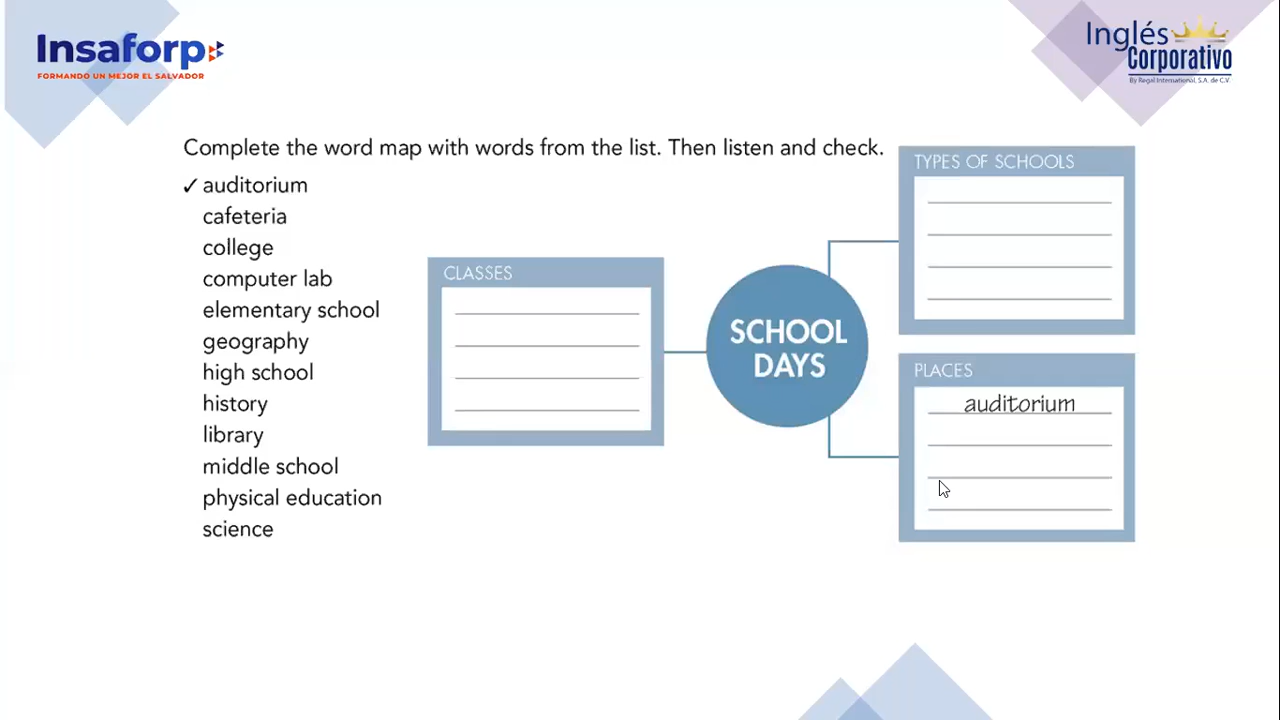 Insaforp
FORMANDO UN MEJOR EL SALVADOR
Inglés
Corporativo
By Regal International, S.A. de C.V.
Complete the word map with words from the list. Then listen and check.
✓ auditorium
cafeteria
college
computer lab
elementary school
geography
high school
history
library
middle school
physical education
science
CLASSES
SCHOOL
DAYS
TYPES OF SCHOOLS
PLACES
auditorium